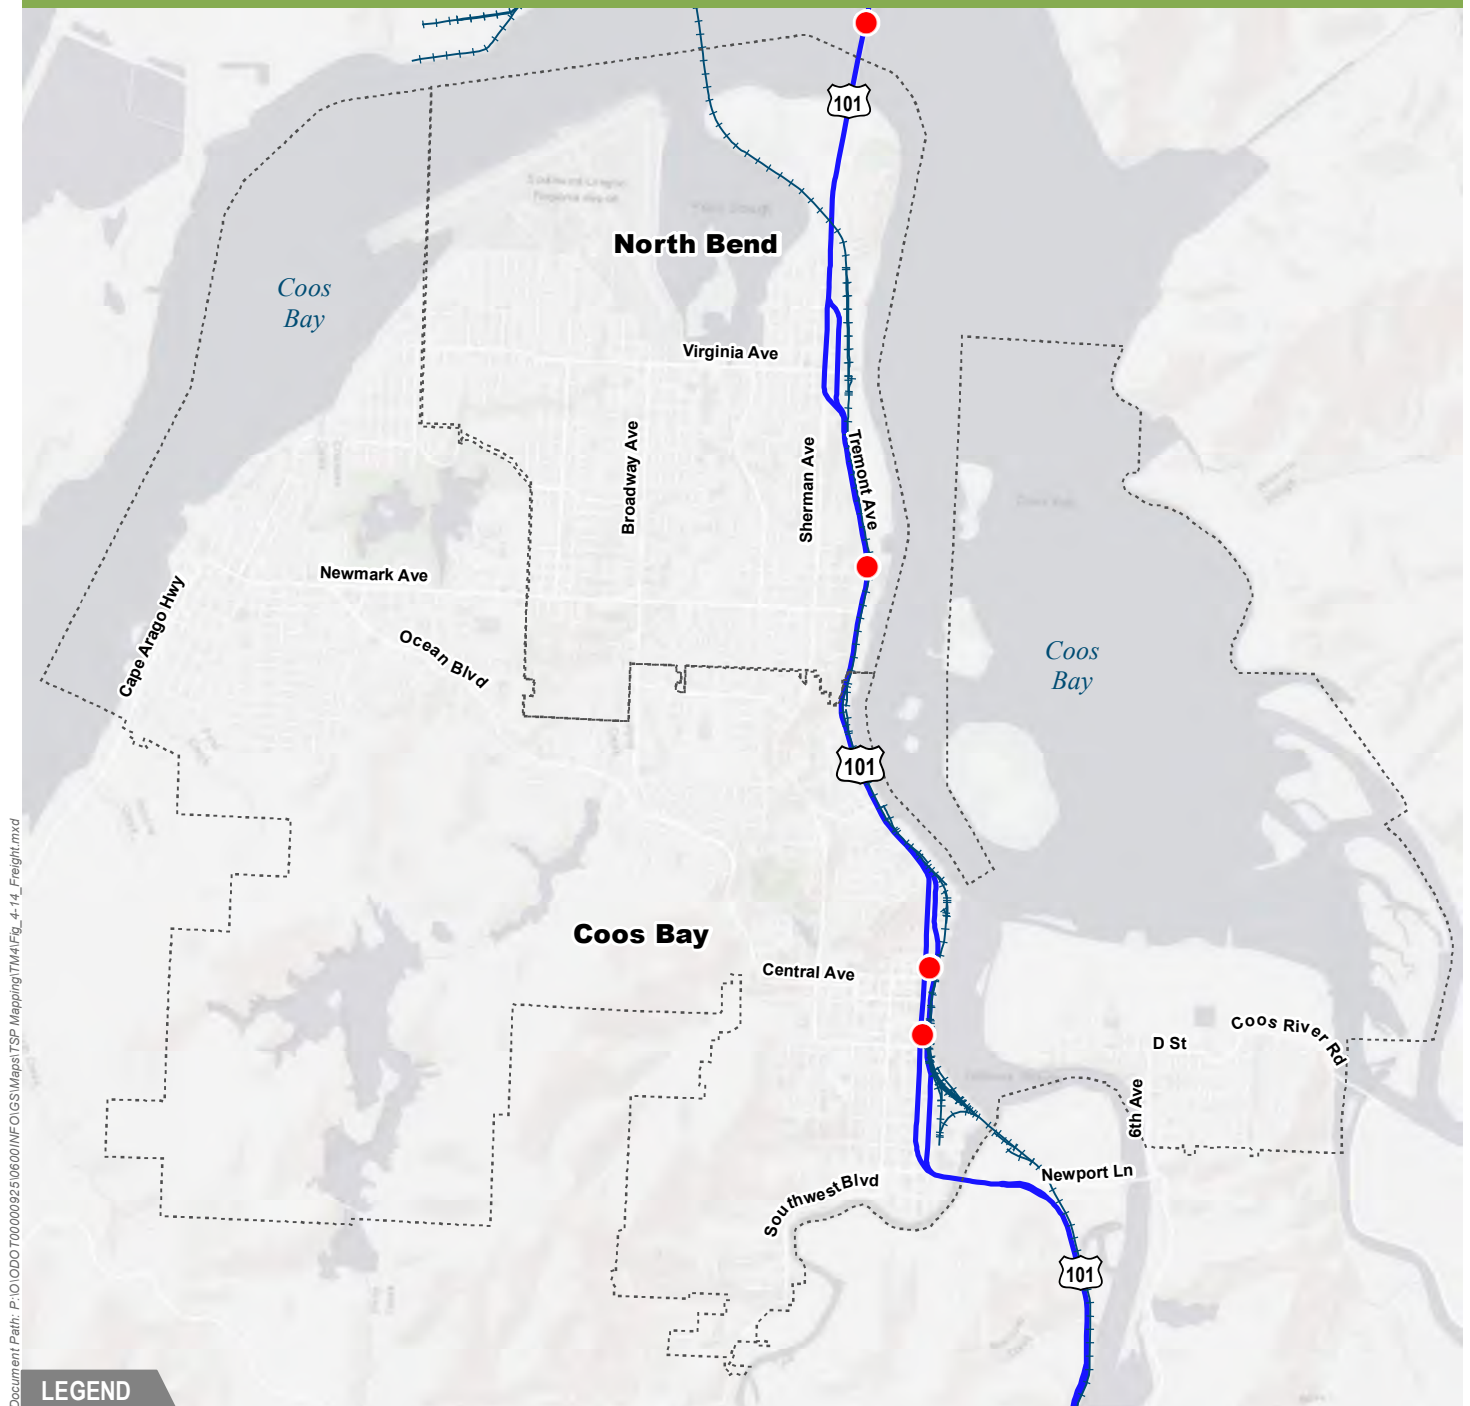 101
North Bend
Coos
Bay
Virginia Ave
Broadway Ave
Sherman Ave
Tremont Ave
Newmark Ave
Cape Arago Hwy
Ocean Blvd
Coos
Bay
101
Coos Bay
Central Ave
D St
Coos River Rd
6th Ave
Newport Ln
Southwest Blvd
101
Document Path: P:\O\ODOT00000925\0600INFO\GS\Maps\TSP Mapping\TM4\Fig_4-14_Freight.mxd
LEGEND